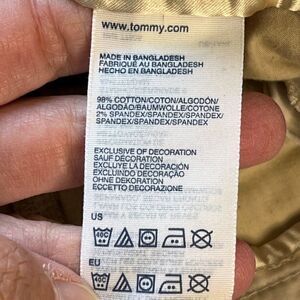 www.tommy.com
MADE IN BANGLADESH
FABRIQUÉ AU BANGLADESH
HECHO EN BANGLADESH
98% COTTON/COTON/ALGODÓN/
ALGODÃO/BAUMWOLLE/COTONE
2% SPANDEX/SPANDEX/SPANDEX/
SPANDEX/SPANDEX/SPANDEX
EXCLUSIVE OF DECORATION
SAUF DÉCORATION
EXCLUYE LA DECORACIÓN
EXCLUINDO DECORAÇÃO
OHNE DEKORATION
ECCETTO DECORAZIONE
US
40C
EU
40C